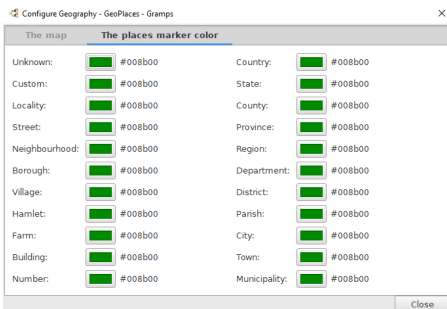 Configure Geography - GeoPlaces - Gramps
The map The places marker color
Unknown: #008b00 Country: #008b00
Custom: #008b00 State: #008b00
Locality: #008b00 County: #008b00
Street: #008b00 Province: #008b00
Neighbourhood: #008b00 Region: #008b00
Borough: #008b00 Department: #008b00
Village: #008b00 District: #008b00
Hamlet: #008b00 Parish: #008b00
Farm: #008b00 City: #008b00
Building: #008b00 Town: #008b00
Number: #008b00 Municipality: #008b00
Close